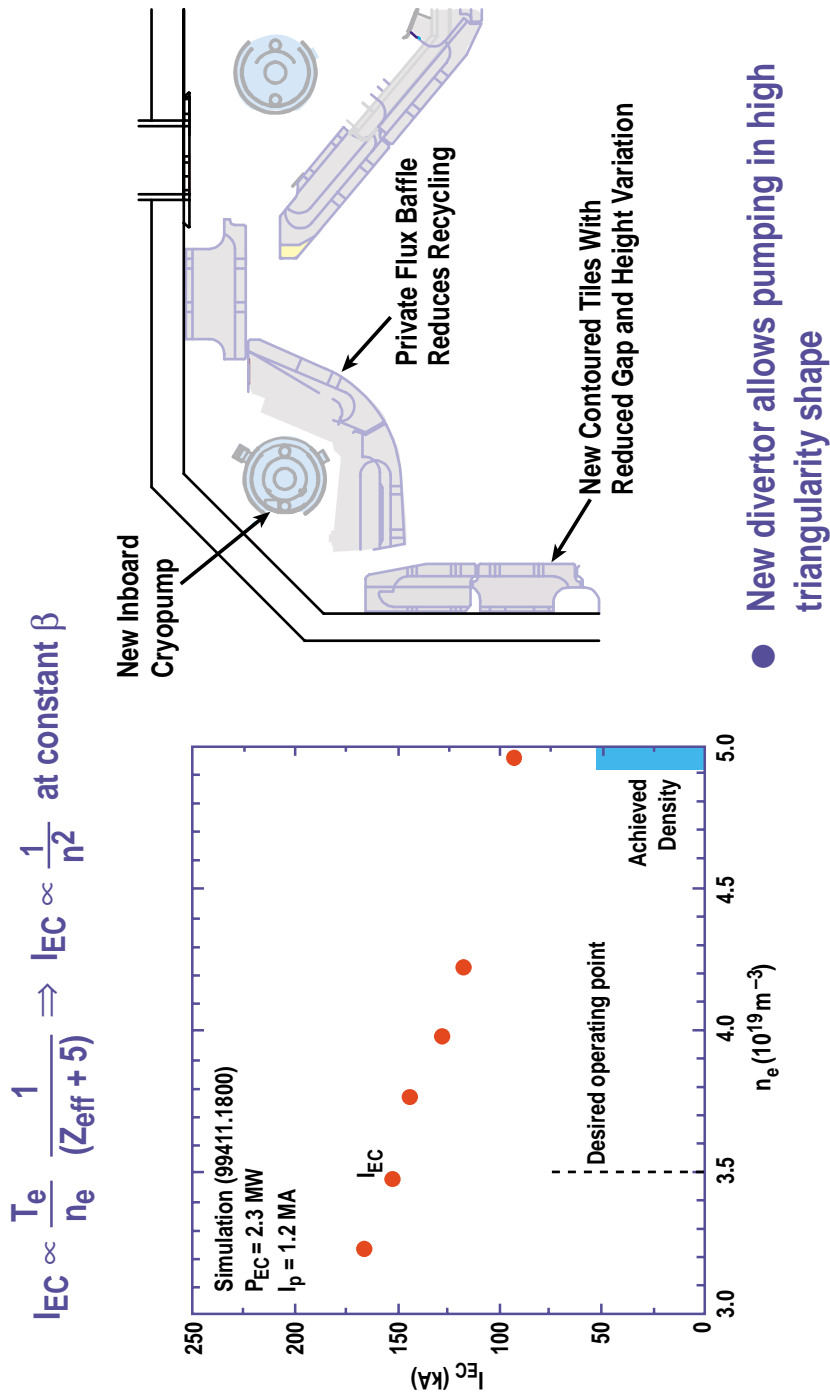 I_EC ∝ T_e/n_e 1/(Z_eff + 5) ⇒ I_EC ∝ 1/n² at constant β
250
200
150
100
50
0
I_EC (kA)
Simulation (99411.1800)
P_EC = 2.3 MW
I_p = 1.2 MA
I_EC
Desired operating point
Achieved
Density
3.0
3.5
4.0
4.5
5.0
n_e (10¹⁹ m⁻³)
New Inboard
Cryopump
Private Flux Baffle
Reduces Recycling
New Contoured Tiles With
Reduced Gap and Height Variation
● New divertor allows pumping in high
triangularity shape